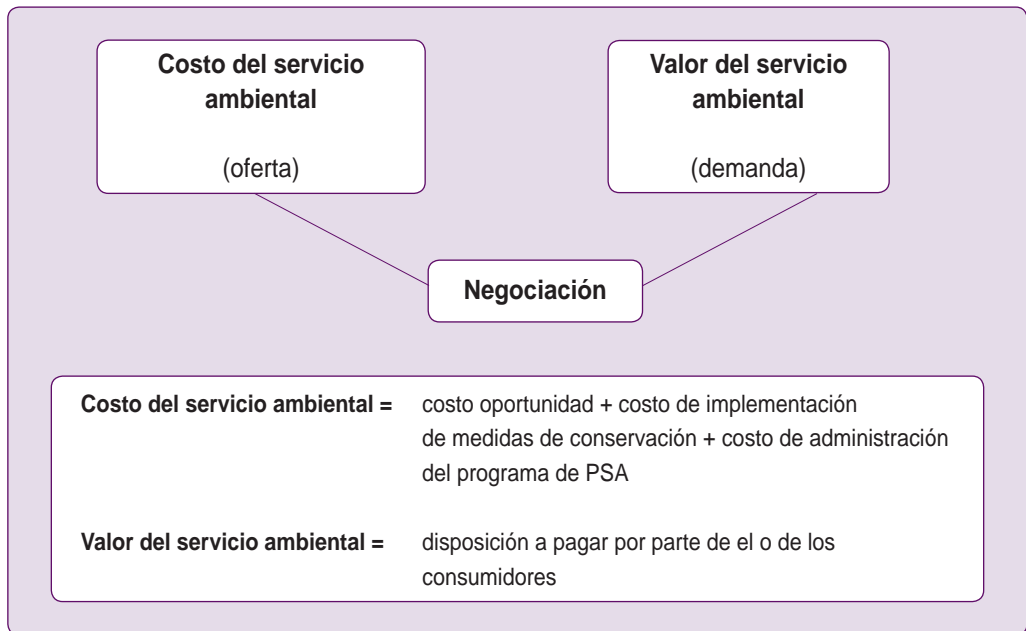 Costo del servicio
ambiental
(oferta)
Valor del servicio
ambiental
(demanda)
Negociación
Costo del servicio ambiental = costo oportunidad + costo de implementación
de medidas de conservación + costo de administración
del programa de PSA
Valor del servicio ambiental = disposición a pagar por parte de el o de los
consumidores